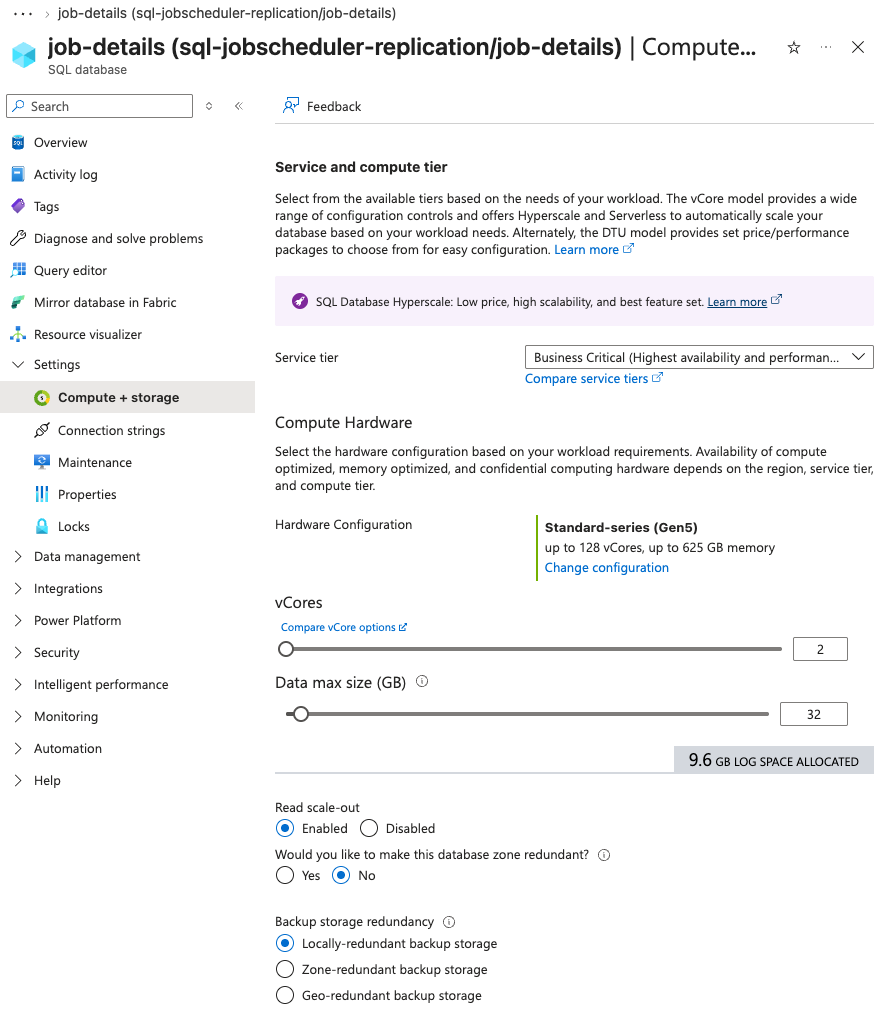 ··· › job-details (sql-jobscheduler-replication/job-details)
job-details (sql-jobscheduler-replication/job-details) | Compute...
SQL database
Search
Feedback
Overview
Activity log
Tags
Diagnose and solve problems
Query editor
Mirror database in Fabric
Resource visualizer
Settings
Compute + storage
Connection strings
Maintenance
Properties
Locks
Data management
Integrations
Power Platform
Security
Intelligent performance
Monitoring
Automation
Help
Service and compute tier
Select from the available tiers based on the needs of your workload. The vCore model provides a wide
range of configuration controls and offers Hyperscale and Serverless to automatically scale your
database based on your workload needs. Alternately, the DTU model provides set price/performance
packages to choose from for easy configuration. Learn more
SQL Database Hyperscale: Low price, high scalability, and best feature set. Learn more
Service tier
Business Critical (Highest availability and performan...
Compare service tiers
Compute Hardware
Select the hardware configuration based on your workload requirements. Availability of compute
optimized, memory optimized, and confidential computing hardware depends on the region, service tier,
and compute tier.
Hardware Configuration
Standard-series (Gen5)
up to 128 vCores, up to 625 GB memory
Change configuration
vCores
Compare vCore options
2
Data max size (GB)
32
9.6 GB LOG SPACE ALLOCATED
Read scale-out
Enabled Disabled
Would you like to make this database zone redundant?
Yes No
Backup storage redundancy
Locally-redundant backup storage
Zone-redundant backup storage
Geo-redundant backup storage